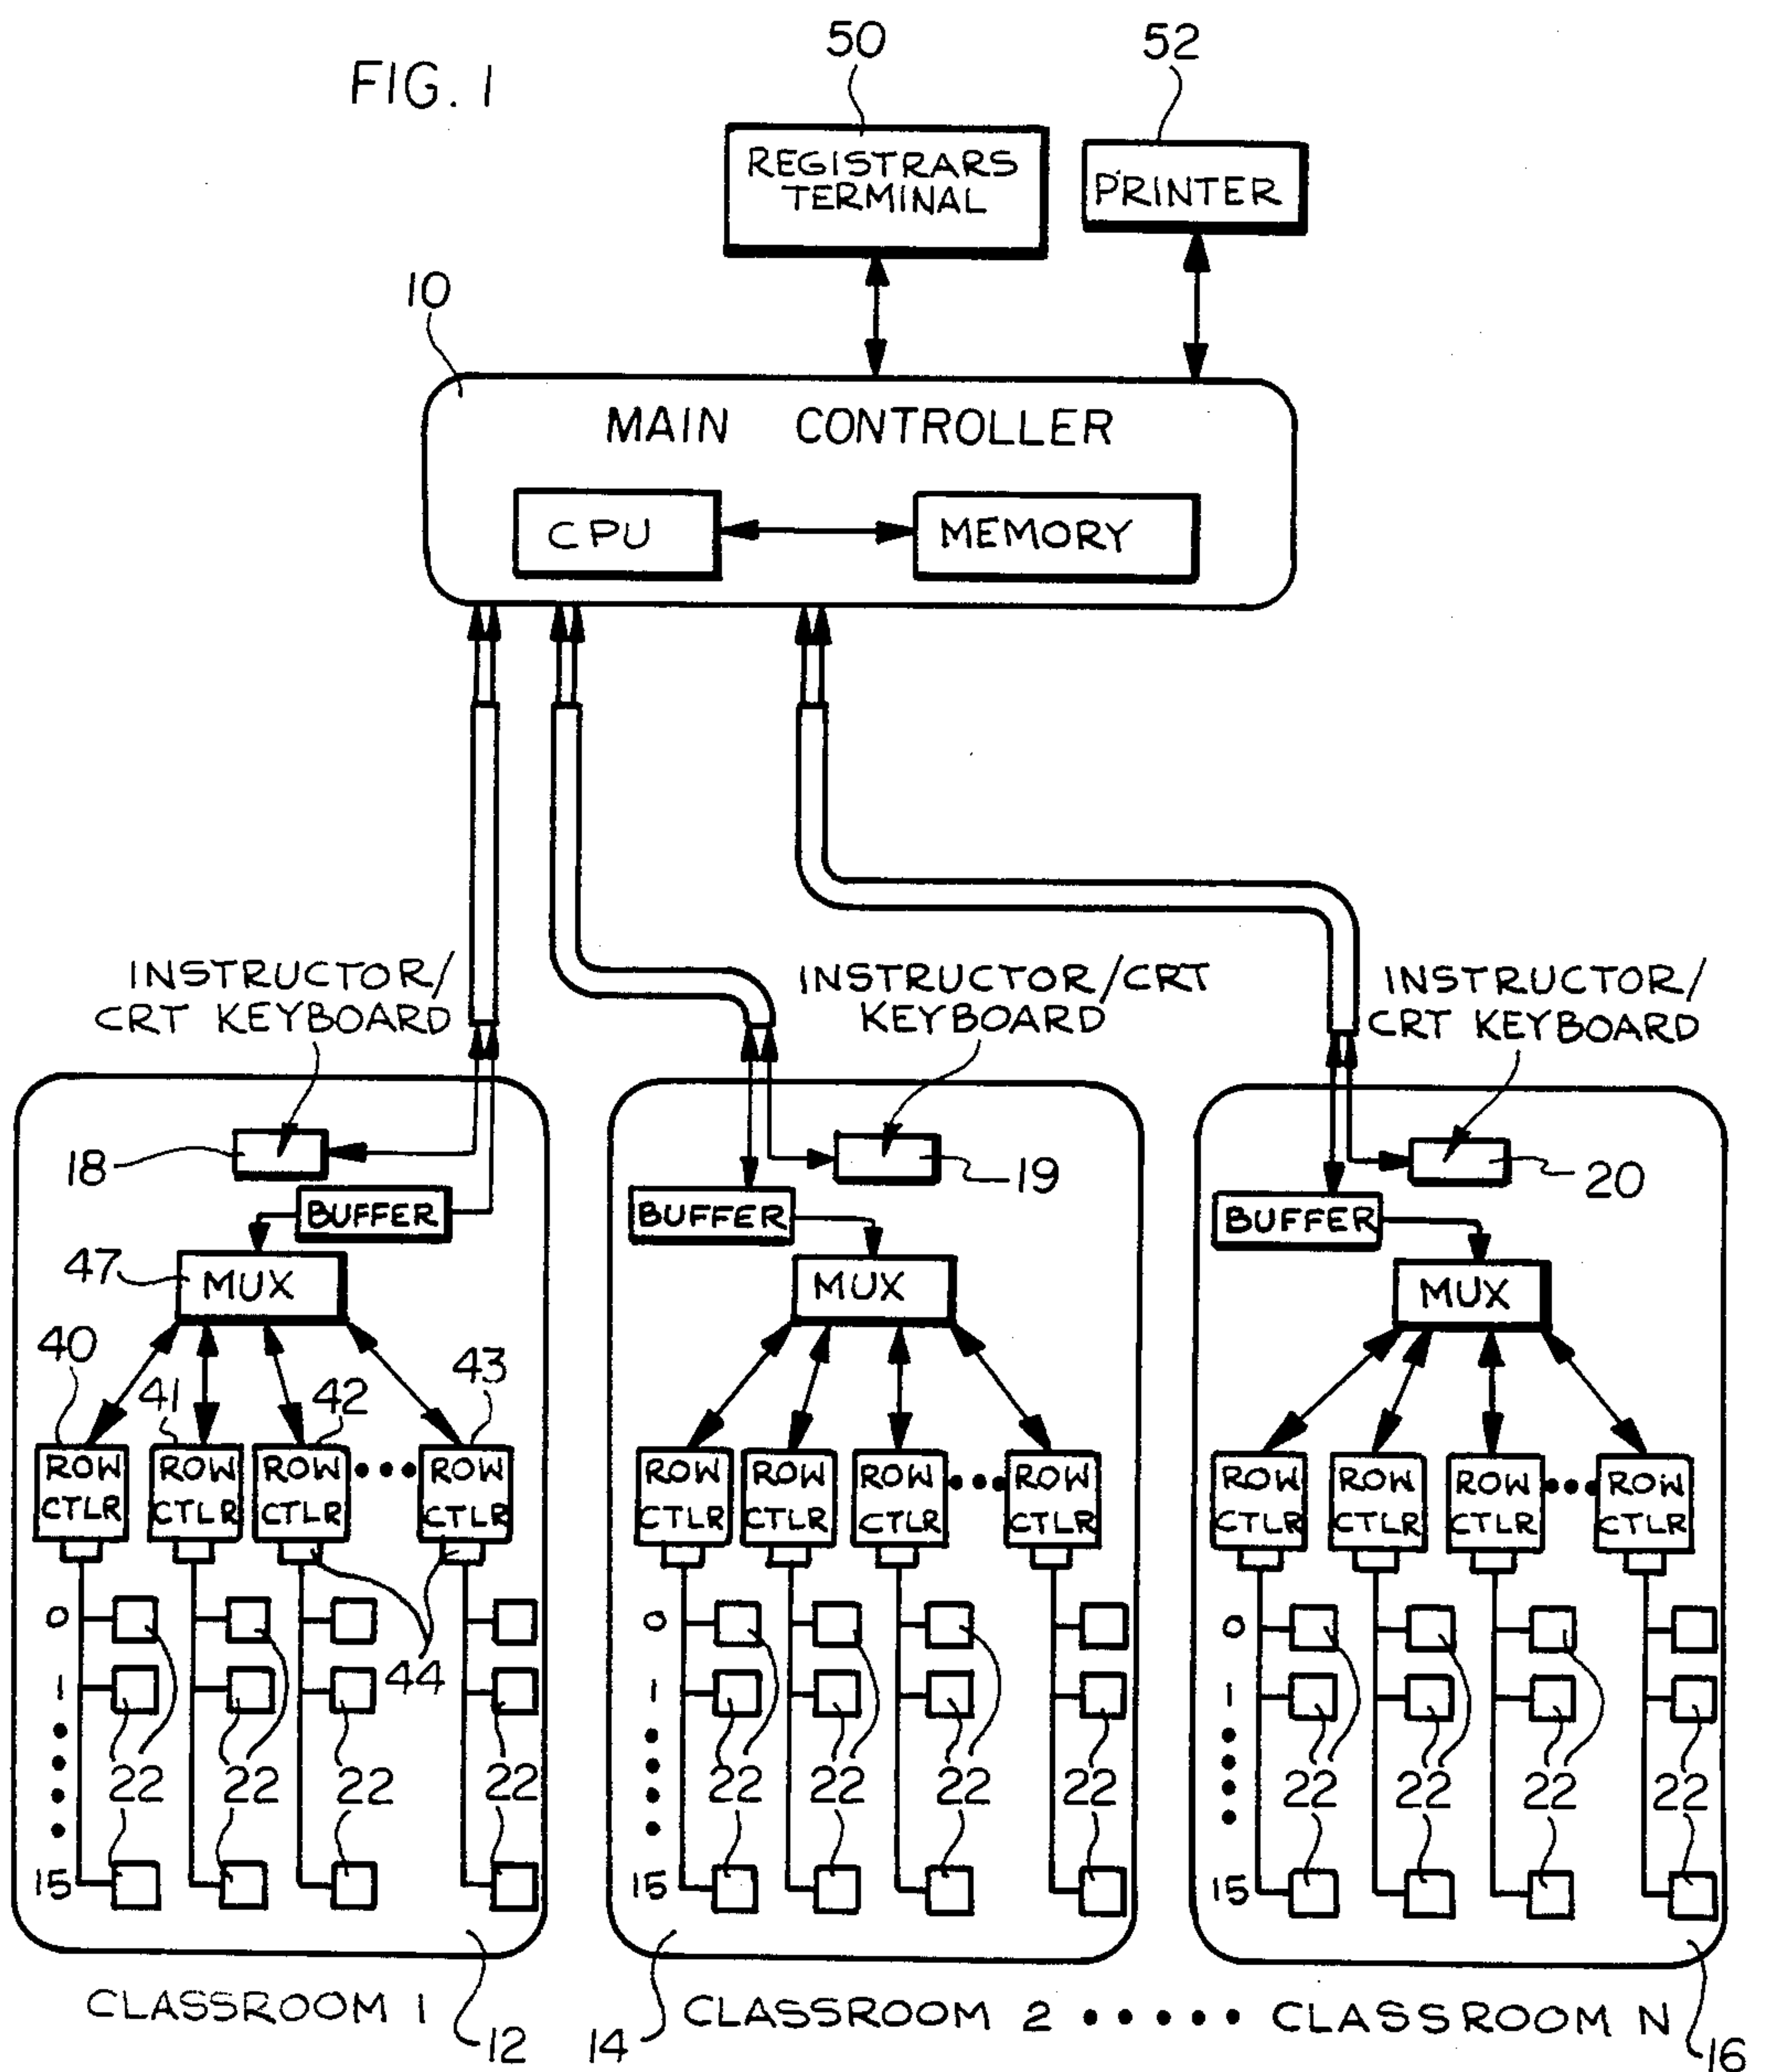 FIG. 1
50
52
REGISTRARS
TERMINAL
PRINTER
10
MAIN CONTROLLER
CPU
MEMORY
INSTRUCTOR/
CRT KEYBOARD
INSTRUCTOR/CRT
KEYBOARD
INSTRUCTOR/
CRT KEYBOARD
18
19
20
BUFFER
BUFFER
BUFFER
47
MUX
MUX
MUX
40
41
42
43
ROW
CTLR
ROW
CTLR
ROW
CTLR
ROW
CTLR
ROW
CTLR
ROW
CTLR
ROW
CTLR
ROW
CTLR
ROW
CTLR
ROW
CTLR
ROW
CTLR
ROW
CTLR
0
0
0
44
1
1
1
22 22 22 22
22 22 22 22
22 22 22 22
15
15
15
CLASSROOM 1
CLASSROOM 2 ••••• CLASSROOM N
12
14
16